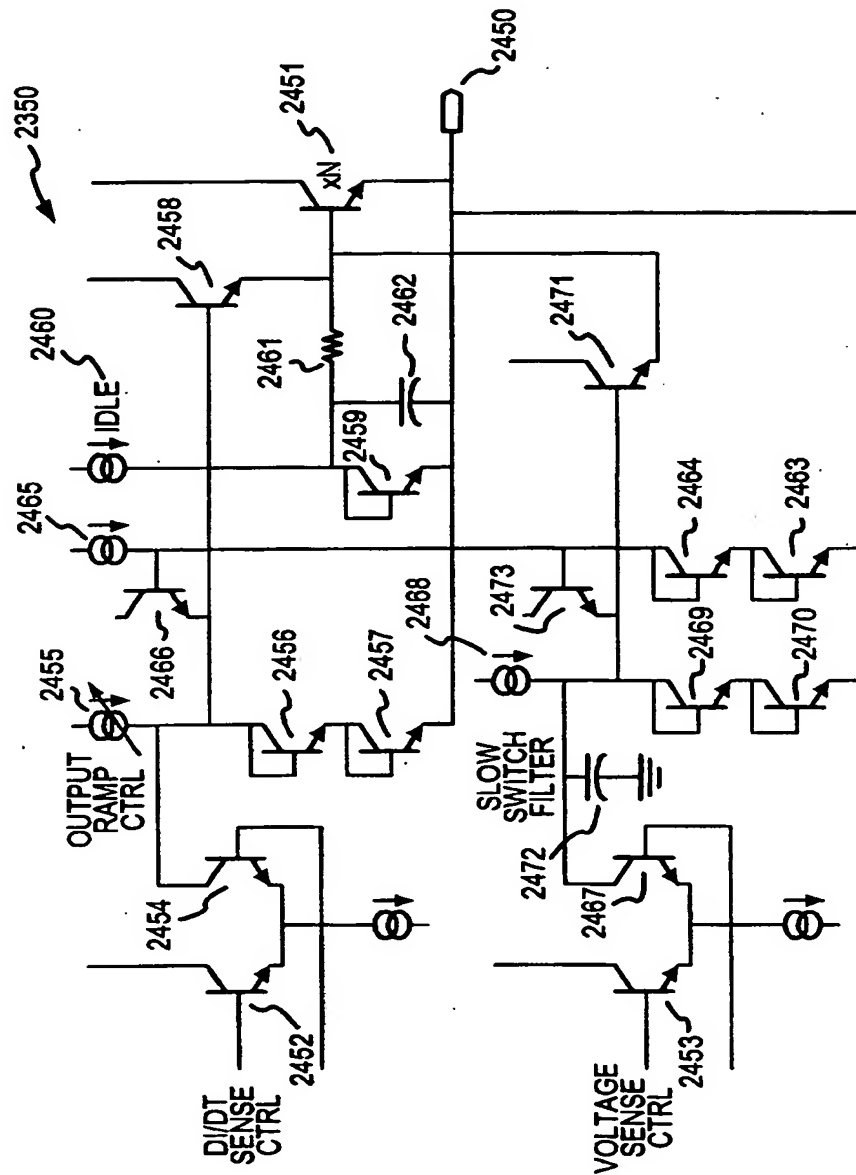 2350
2460
2458
2451
xN
2450
IDLE
2465
2461
2462
2459
2471
2455
2466
OUTPUT
RAMP
CTRL
2456
2457
2473
2468
2464
2463
2469
2470
SLOW
SWITCH
FILTER
2472
2454
2467
2452
2453
DI/DT
SENSE
CTRL
VOLTAGE
SENSE
CTRL